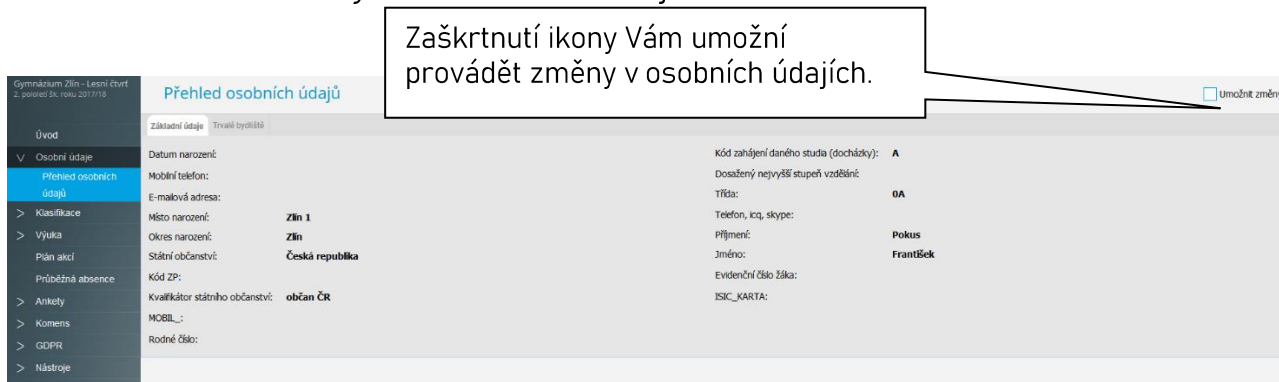 Zaškrtnutí ikony Vám umožní
provádět změny v osobních údajích.
Gymnázium Zlín - Lesní čtvrť
2. pololetí šk. roku 2017/18
Přehled osobních údajů
Umožnit změny
Úvod
Osobní údaje
Přehled osobních
údajů
Klasifikace
Výuka
Plán akcí
Průběžná absence
Ankety
Komens
GDPR
Nástroje
Základní údaje Trvalé bydliště
Datum narození:
Mobilní telefon:
E-mailová adresa:
Místo narození: Zlín 1
Okres narození: Zlín
Státní občanství: Česká republika
Kód ZP:
Kvalifikátor státního občanství: občan ČR
MOBIL_:
Rodné číslo:
Kód zahájení daného studia (docházky): A
Dosažený nejvyšší stupeň vzdělání:
Třída: 0A
Telefon, icq, skype:
Příjmení: Pokus
Jméno: František
Evidenční číslo žáka:
ISIC_KARTA: